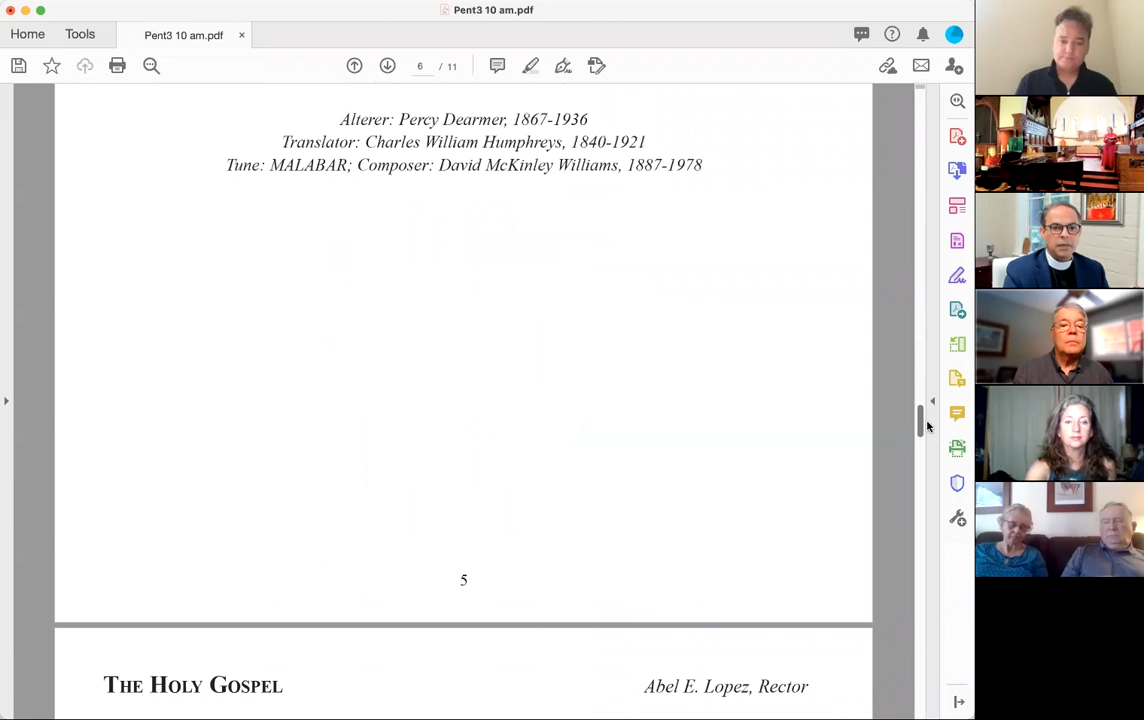 Pent3 10 am.pdf
Home Tools Pent3 10 am.pdf ×
6 / 11
Alterer: Percy Dearmer, 1867-1936
Translator: Charles William Humphreys, 1840-1921
Tune: MALABAR; Composer: David McKinley Williams, 1887-1978
5
THE HOLY GOSPEL Abel E. Lopez, Rector